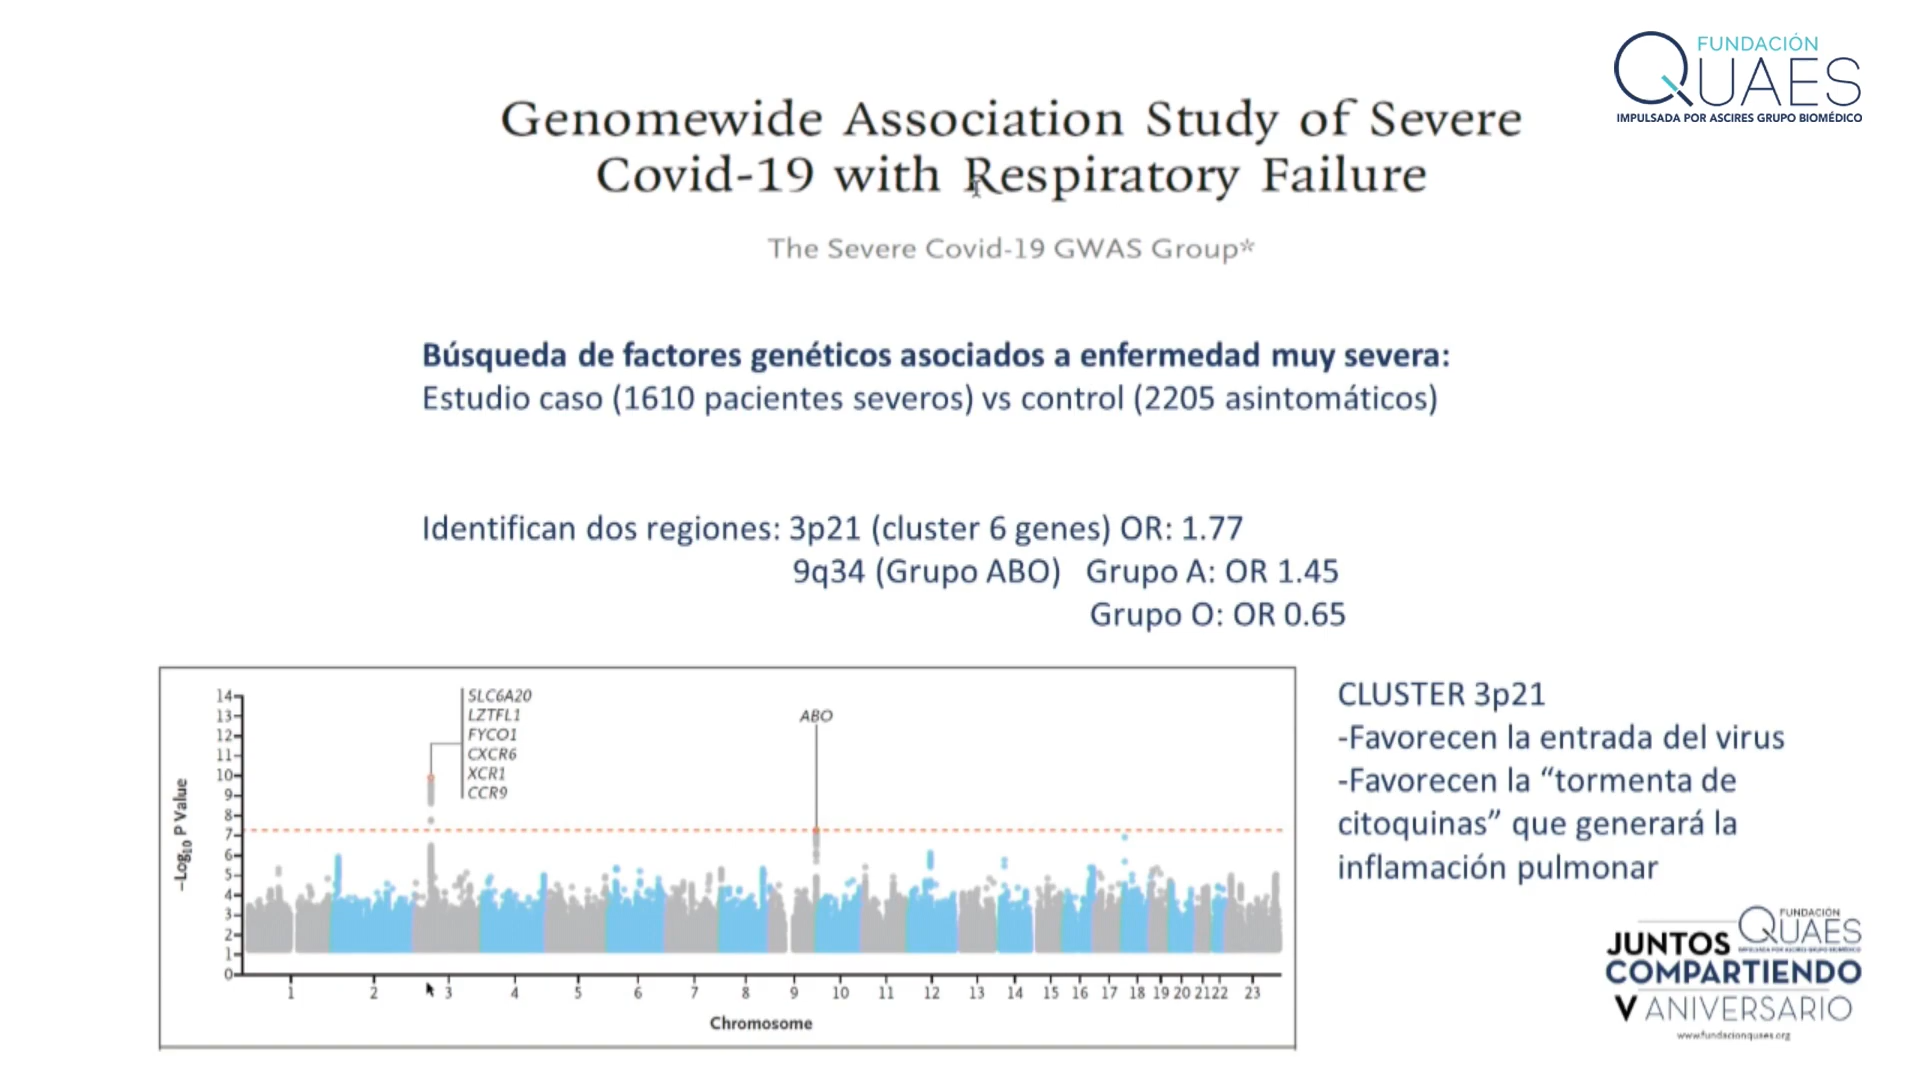 FUNDACIÓN
QUAES
IMPULSADA POR ASCIRES GRUPO BIOMÉDICO
Genomewide Association Study of Severe
Covid-19 with Respiratory Failure
The Severe Covid-19 GWAS Group*
Búsqueda de factores genéticos asociados a enfermedad muy severa:
Estudio caso (1610 pacientes severos) vs control (2205 asintomáticos)
Identifican dos regiones: 3p21 (cluster 6 genes) OR: 1.77
9q34 (Grupo ABO) Grupo A: OR 1.45
Grupo O: OR 0.65
SLC6A20
LZTFL1
FYCO1
CXCR6
XCR1
CCR9
ABO
14
13
12
11
10
9
8
7
6
5
4
3
2
1
0
−Log10 P Value
1 2 3 4 5 6 7 8 9 10 11 12 13 14 15 16 17 18 19 20 21 22 23
Chromosome
CLUSTER 3p21
-Favorecen la entrada del virus
-Favorecen la “tormenta de
citoquinas” que generará la
inflamación pulmonar
FUNDACIÓN
QUAES
IMPULSADA POR ASCIRES GRUPO BIOMÉDICO
JUNTOS
COMPARTIENDO
V ANIVERSARIO
www.fundacionquaes.org